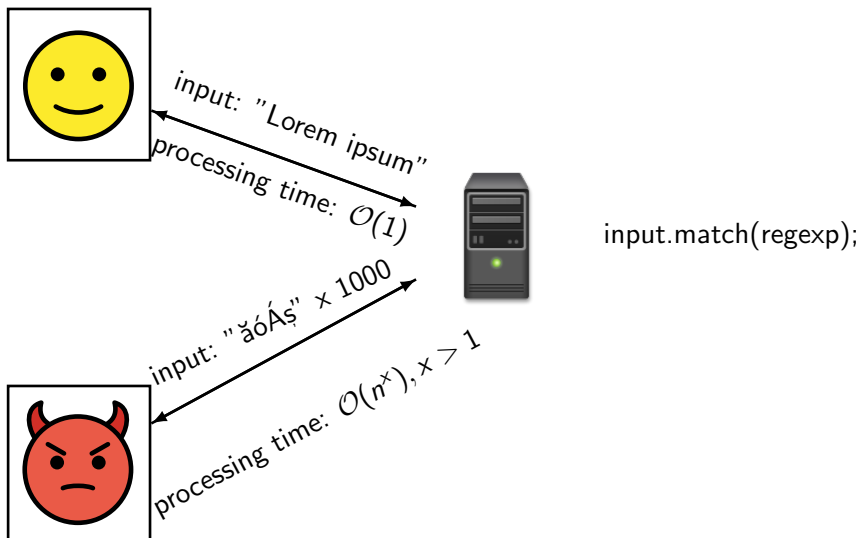 input: ”Lorem ipsum”
processing time: 𝒪(1)
input.match(regexp);
input: ”ăóÁș” × 1000
processing time: 𝒪(nˣ), x > 1